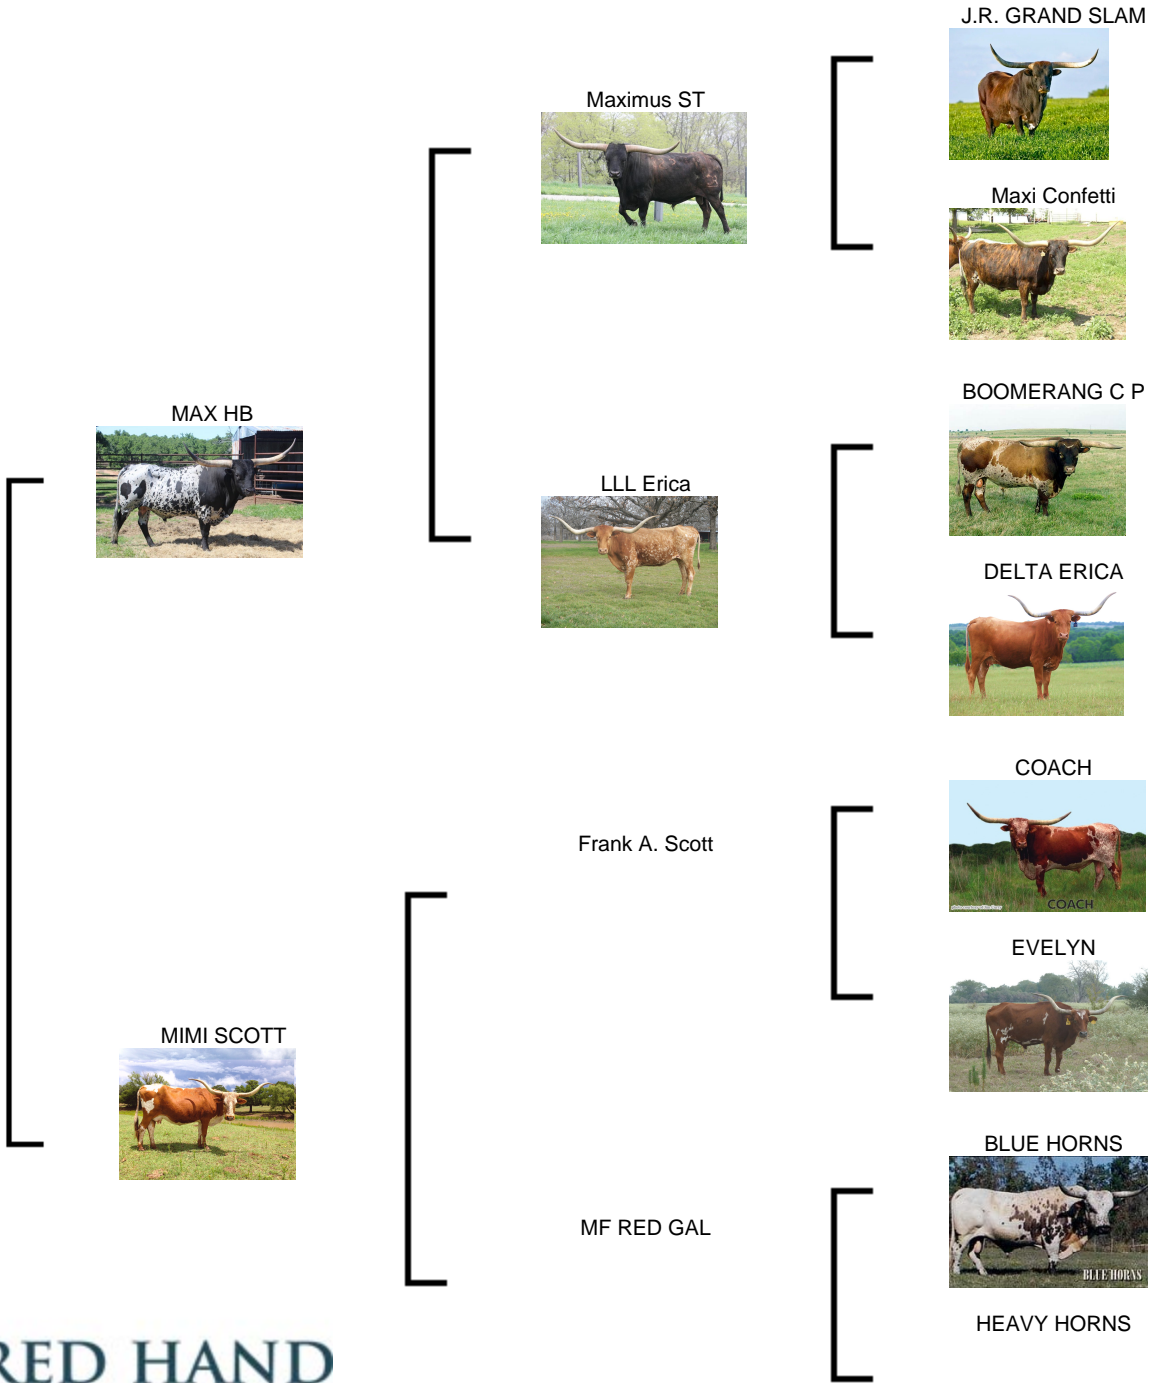 J.R. GRAND SLAM
Maximus ST
Maxi Confetti
MAX HB
BOOMERANG C P
LLL Erica
DELTA ERICA
COACH
Frank A. Scott
COACH
EVELYN
MIMI SCOTT
BLUE HORNS
MF RED GAL
BLUE HORNS
HEAVY HORNS
RED HAND